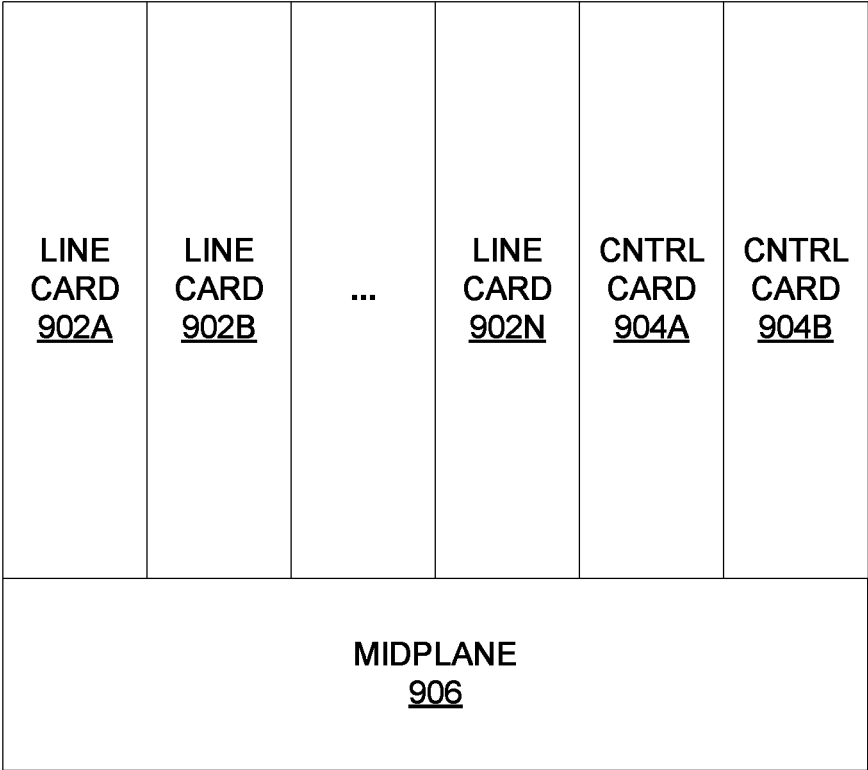 LINE
CARD
902A
LINE
CARD
902B
...
LINE
CARD
902N
CNTRL
CARD
904A
CNTRL
CARD
904B
MIDPLANE
906